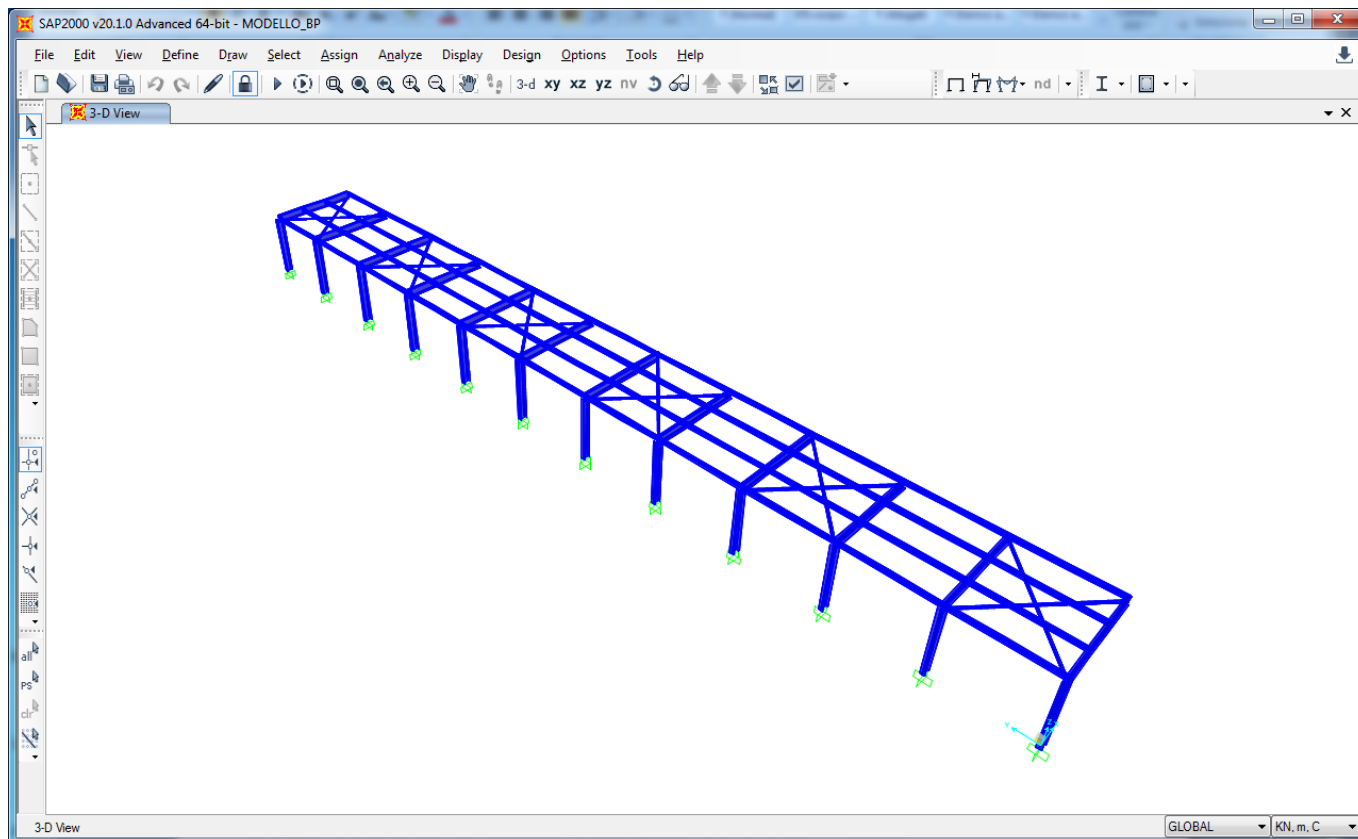 SAP2000 v20.1.0 Advanced 64-bit - MODELLO_BP
File Edit View Define Draw Select Assign Analyze Display Design Options Tools Help
3-d xy xz yz nv nd
3-D View
all
PS
clr
3-D View GLOBAL KN, m, C